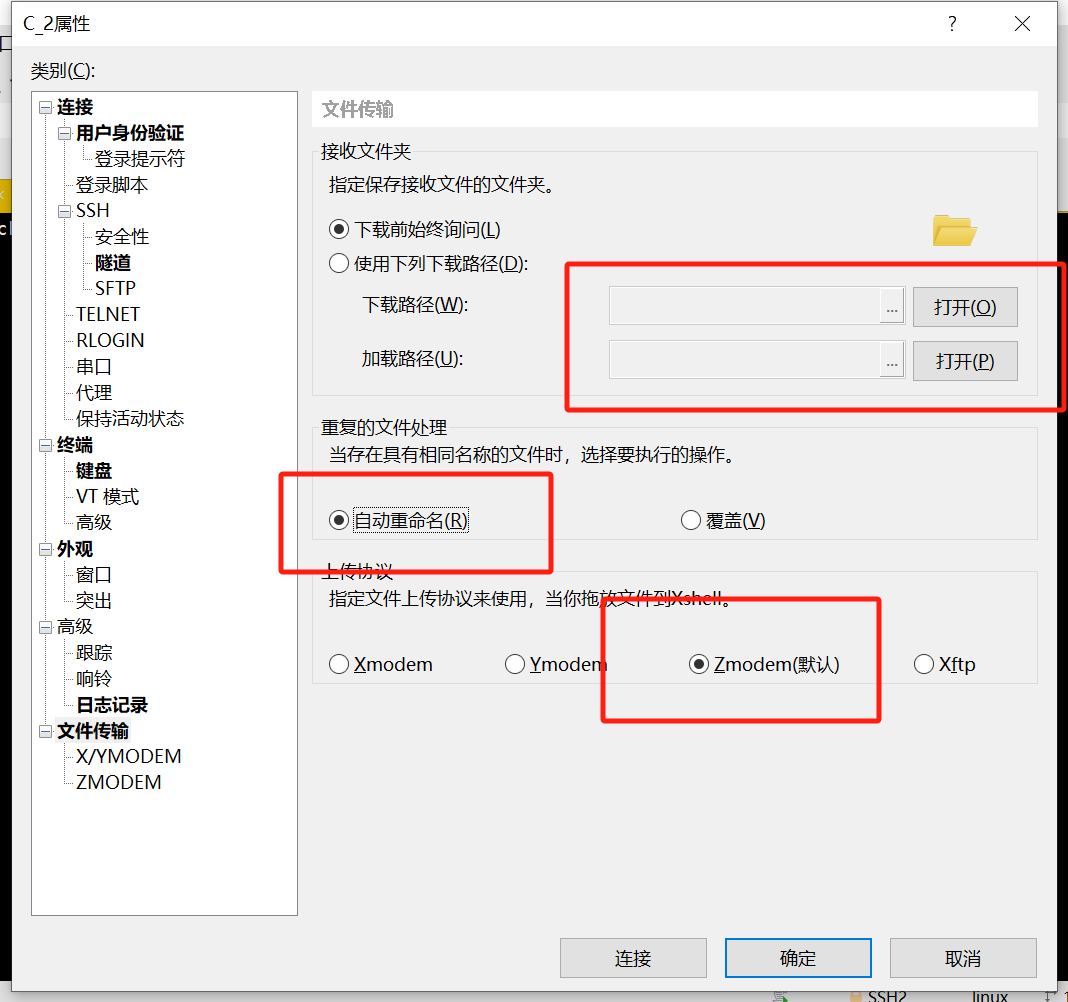 C_2属性
?
类别(C):
连接
用户身份验证
登录提示符
登录脚本
SSH
安全性
隧道
SFTP
TELNET
RLOGIN
串口
代理
保持活动状态
终端
键盘
VT 模式
高级
外观
窗口
突出
高级
跟踪
响铃
日志记录
文件传输
X/YMODEM
ZMODEM
文件传输
接收文件夹
指定保存接收文件的文件夹。
下载前始终询问(L)
使用下列下载路径(D):
下载路径(W):
...
打开(O)
加载路径(U):
...
打开(P)
重复的文件处理
当存在具有相同名称的文件时，选择要执行的操作。
自动重命名(R)
覆盖(V)
上传协议
指定文件上传协议来使用，当你拖放文件到Xshell。
Xmodem
Ymodem
Zmodem(默认)
Xftp
连接
确定
取消
SSH2
linux